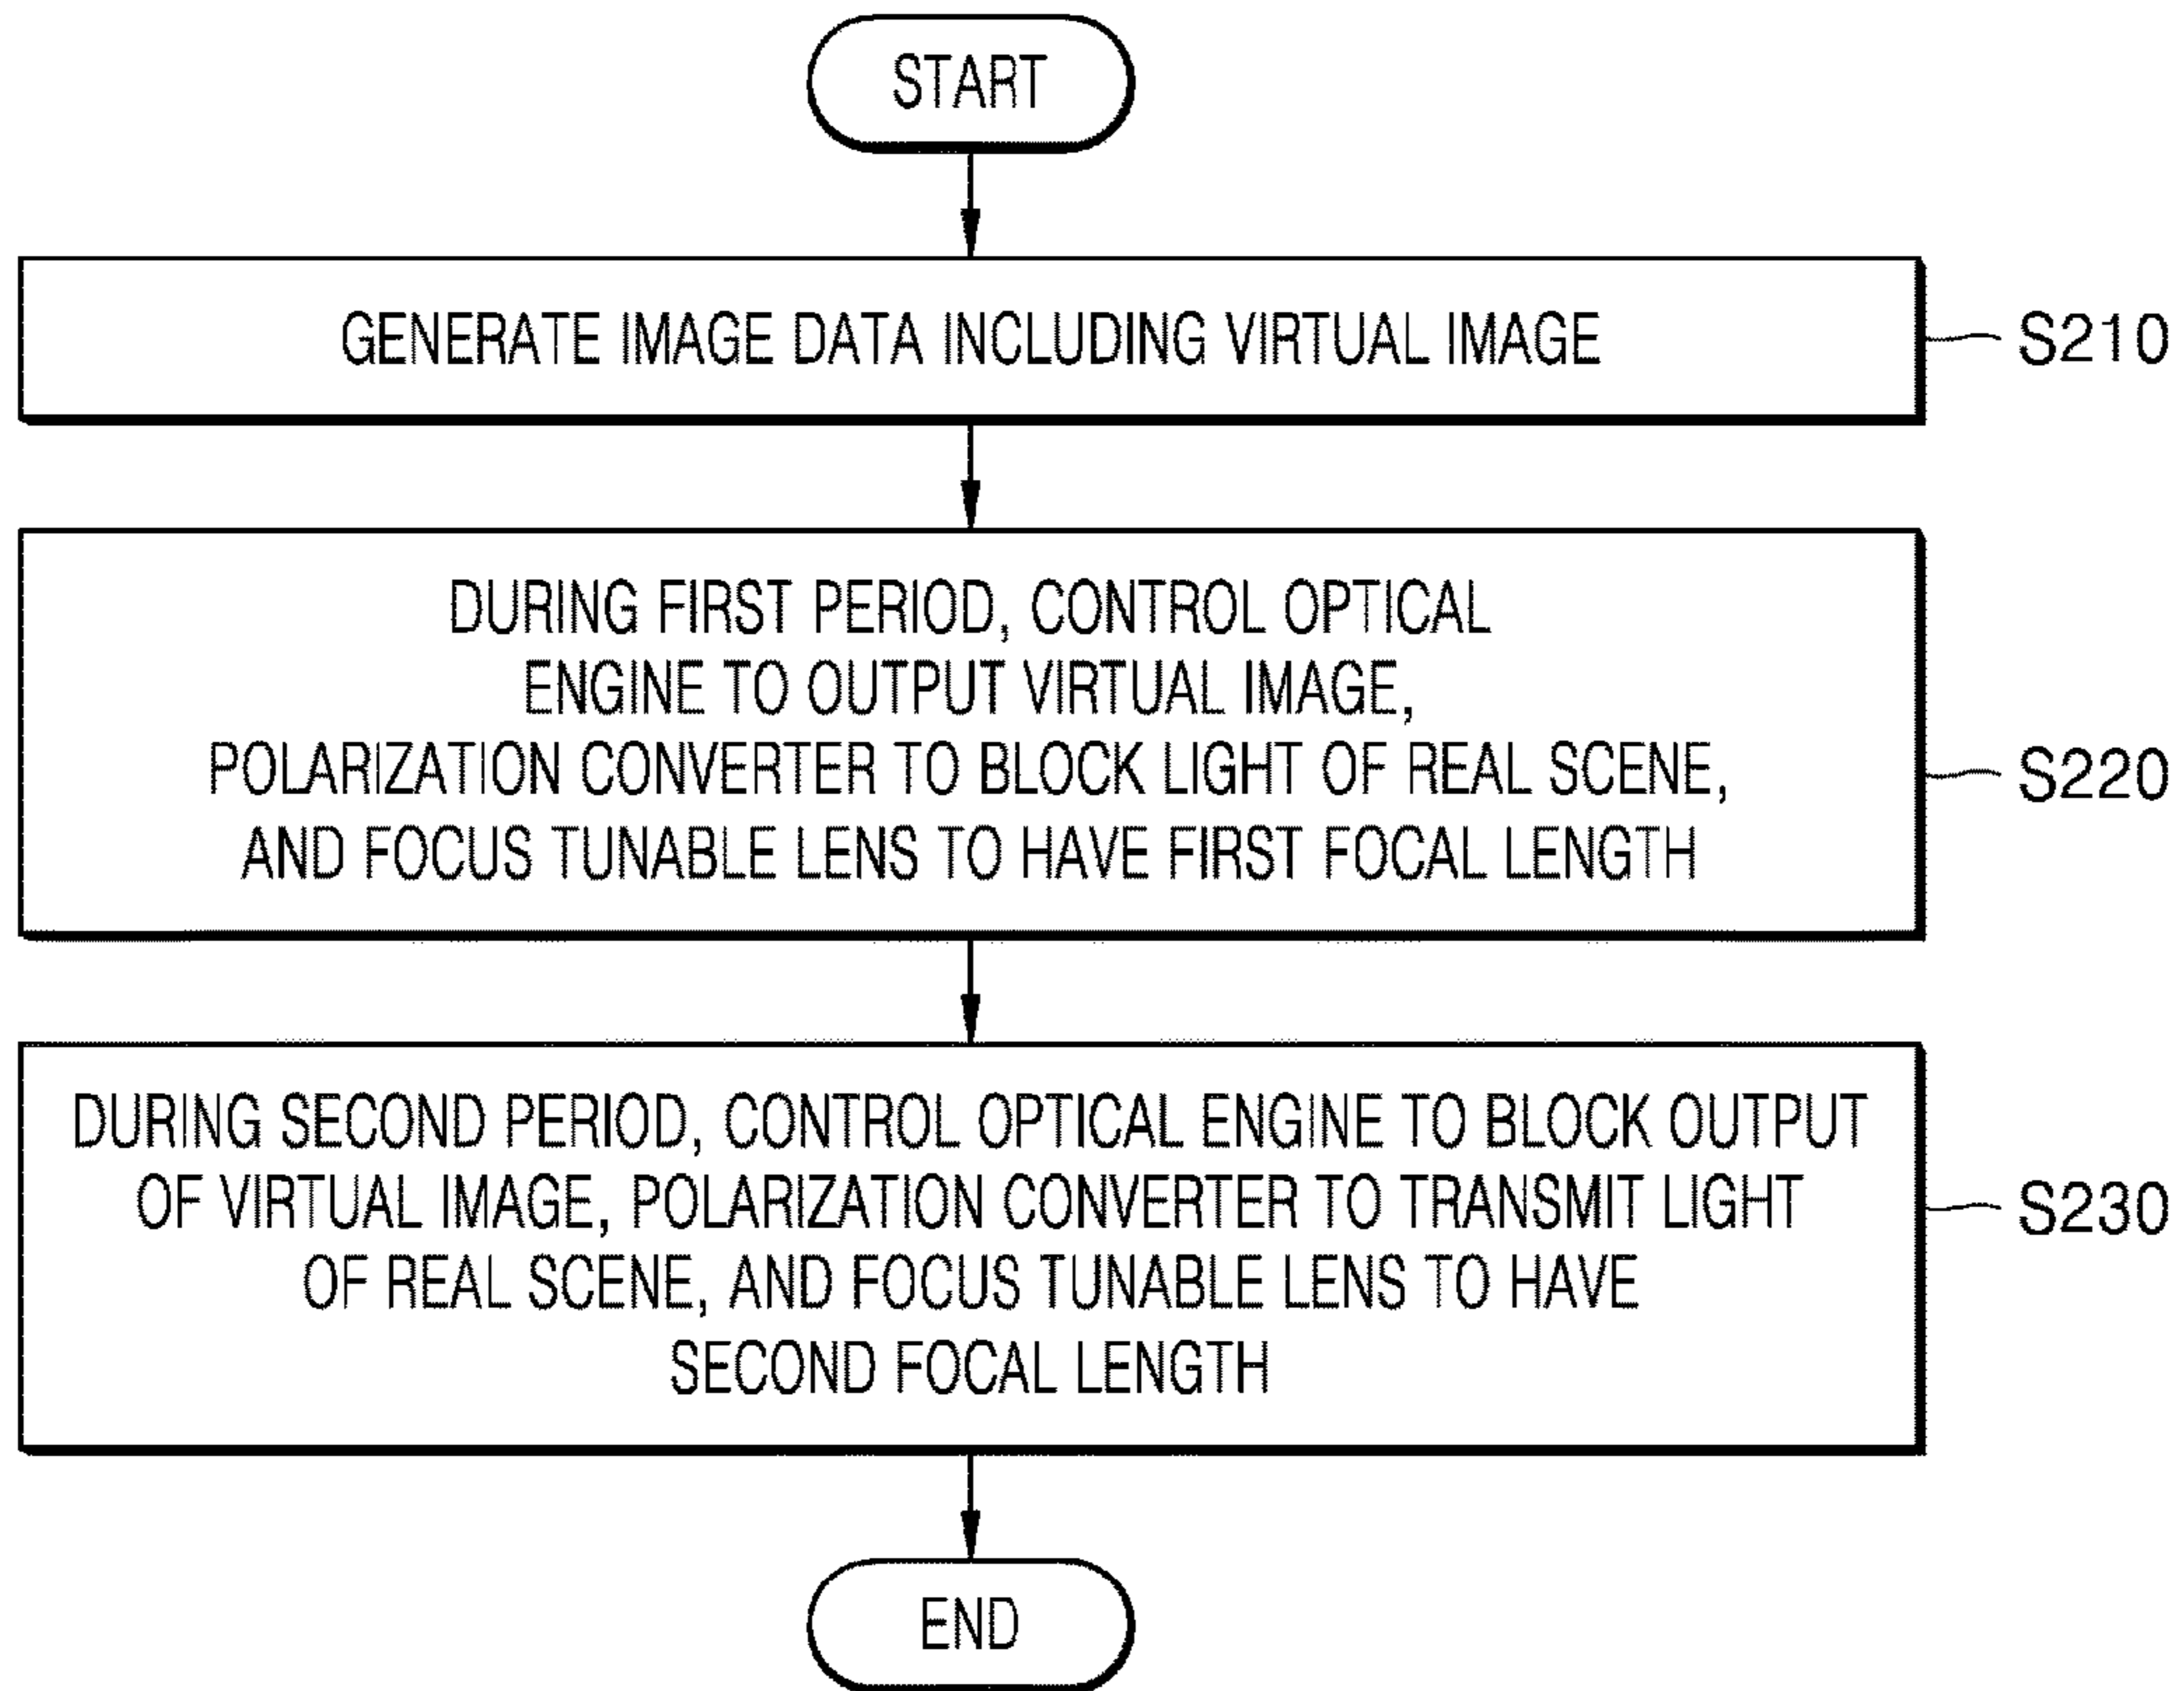 START
GENERATE IMAGE DATA INCLUDING VIRTUAL IMAGE
S210
DURING FIRST PERIOD, CONTROL OPTICAL
ENGINE TO OUTPUT VIRTUAL IMAGE,
POLARIZATION CONVERTER TO BLOCK LIGHT OF REAL SCENE,
AND FOCUS TUNABLE LENS TO HAVE FIRST FOCAL LENGTH
S220
DURING SECOND PERIOD, CONTROL OPTICAL ENGINE TO BLOCK OUTPUT
OF VIRTUAL IMAGE, POLARIZATION CONVERTER TO TRANSMIT LIGHT
OF REAL SCENE, AND FOCUS TUNABLE LENS TO HAVE
SECOND FOCAL LENGTH
S230
END